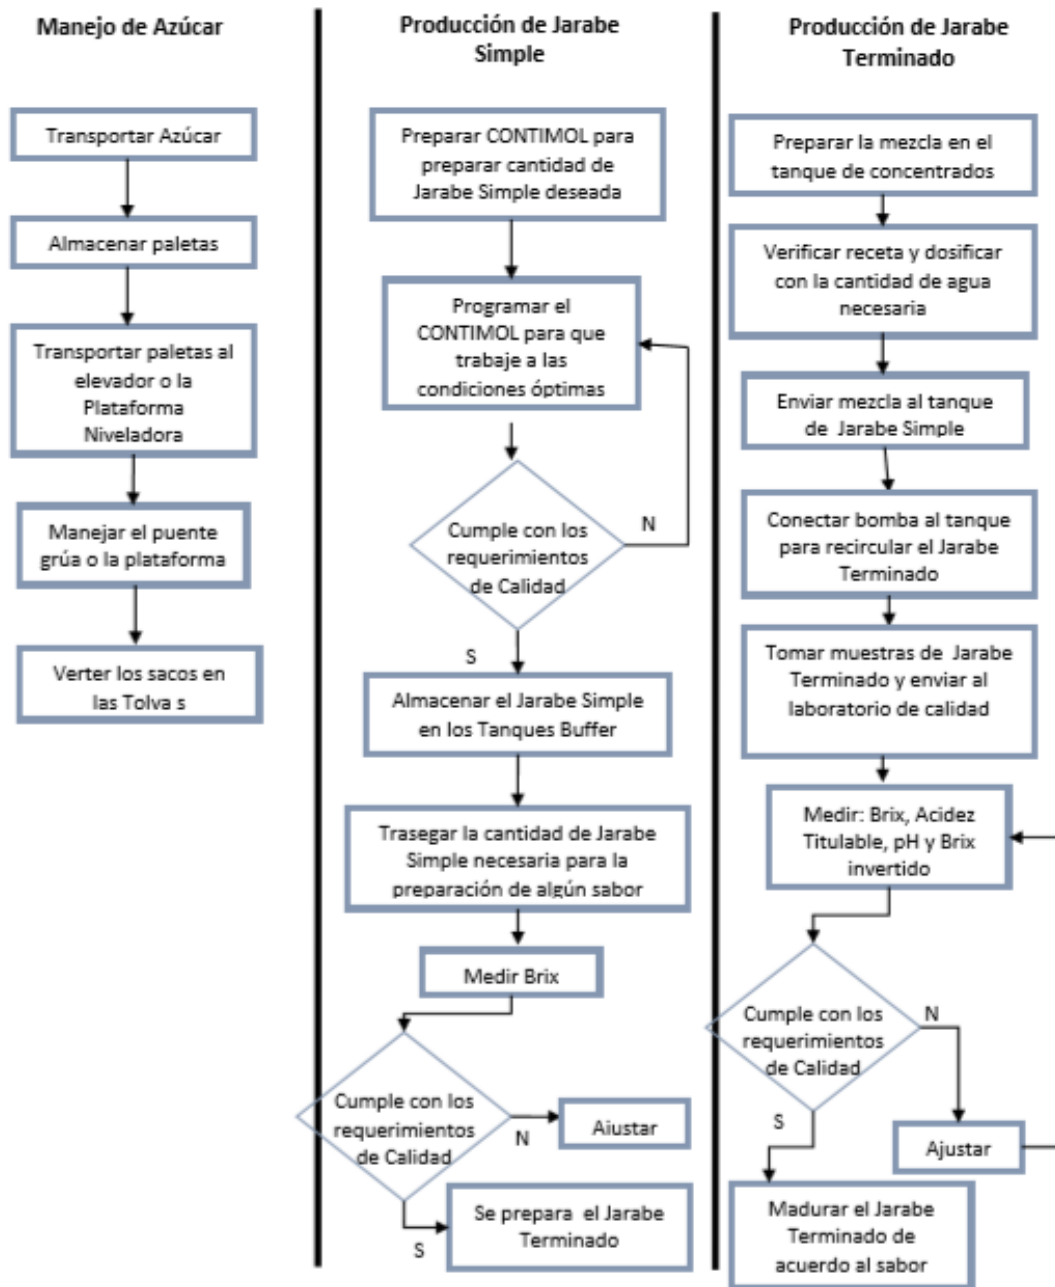 Manejo de Azúcar
Transportar Azúcar
Almacenar paletas
Transportar paletas al
elevador o la
Plataforma
Niveladora
Manejar el puente
grúa o la plataforma
Verter los sacos en
las Tolva s
Producción de Jarabe
Simple
Preparar CONTIMOL para
preparar cantidad de
Jarabe Simple deseada
Programar el
CONTIMOL para que
trabaje a las
condiciones óptimas
Cumple con los
requerimientos
de Calidad
N
S
Almacenar el Jarabe Simple
en los Tanques Buffer
Trasegar la cantidad de Jarabe
Simple necesaria para la
preparación de algún sabor
Medir Brix
Cumple con los
requerimientos
de Calidad
N
Aiustar
S
Se prepara el Jarabe
Terminado
Producción de Jarabe
Terminado
Preparar la mezcla en el
tanque de concentrados
Verificar receta y dosificar
con la cantidad de agua
necesaria
Enviar mezcla al tanque
de Jarabe Simple
Conectar bomba al tanque
para recircular el Jarabe
Terminado
Tomar muestras de Jarabe
Terminado y enviar al
laboratorio de calidad
Medir: Brix, Acidez
Titulable, pH y Brix
invertido
Cumple con los
requerimientos
de Calidad
N
S
Ajustar
Madurar el Jarabe
Terminado de
acuerdo al sabor